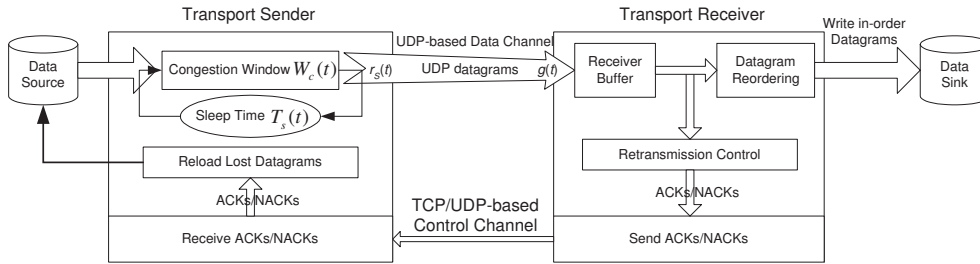 Transport Sender
Transport Receiver
Write in-order
Datagrams
Data
Source
Congestion Window W_c(t)
r_s(t)
UDP-based Data Channel
UDP datagrams
g(t)
Receiver
Buffer
Datagram
Reordering
Data
Sink
Sleep Time T_s(t)
Reload Lost Datagrams
Retransmission Control
ACKs/NACKs
ACKs/NACKs
TCP/UDP-based
Control Channel
Receive ACKs/NACKs
Send ACKs/NACKs